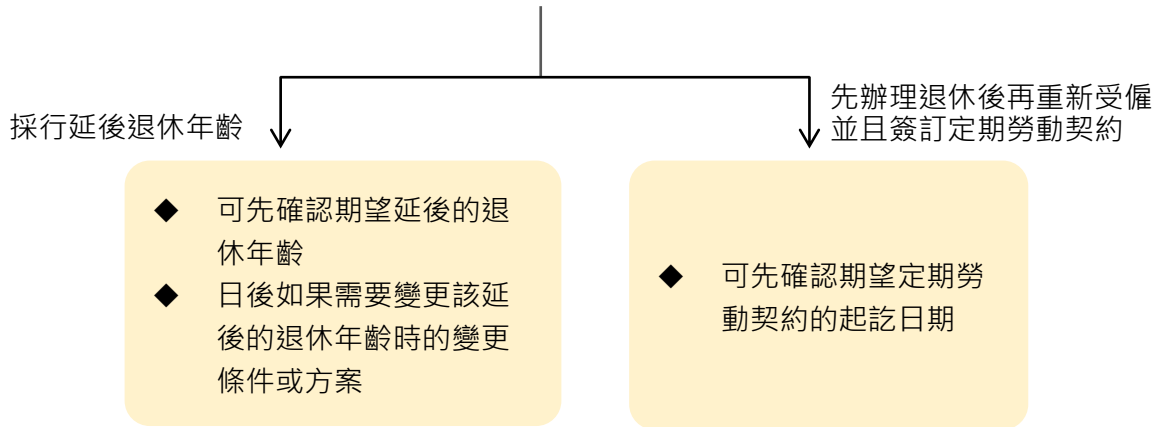 採行延後退休年齡
先辦理退休後再重新受僱
並且簽訂定期勞動契約
◆ 可先確認期望延後的退
休年齡
◆ 日後如果需要變更該延
後的退休年齡時的變更
條件或方案
◆ 可先確認期望定期勞
動契約的起訖日期